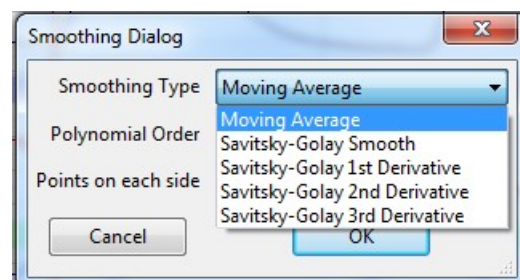 Smoothing Dialog
x
Smoothing Type Moving Average
Moving Average
Polynomial Order
Savitsky-Golay Smooth
Savitsky-Golay 1st Derivative
Points on each side
Savitsky-Golay 2nd Derivative
Savitsky-Golay 3rd Derivative
Cancel OK